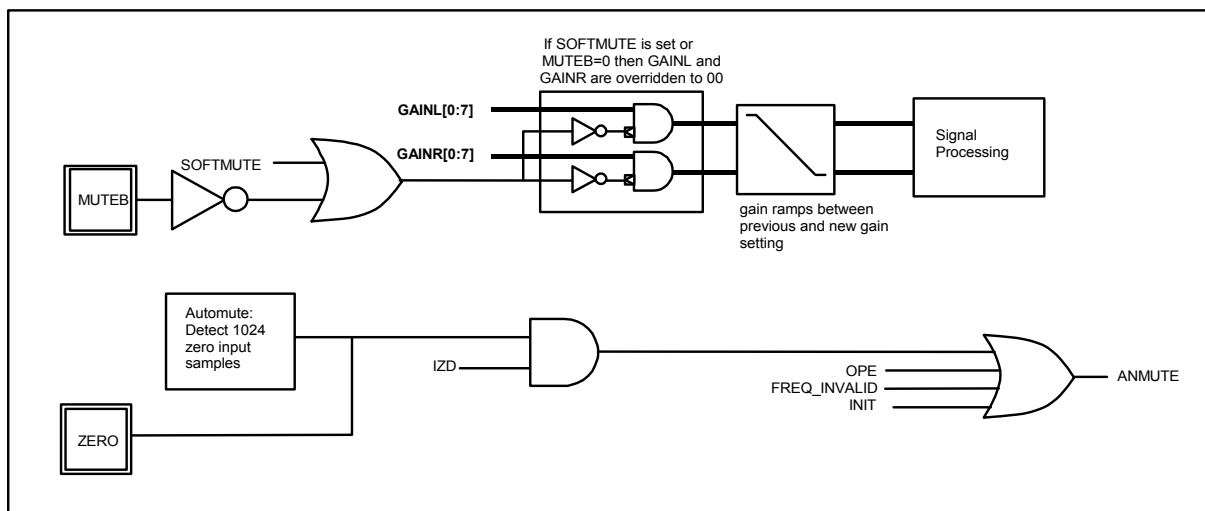 If SOFTMUTE is set or
MUTEB=0 then GAINL and
GAINR are overridden to 00
GAINL[0:7]
GAINR[0:7]
SOFTMUTE
MUTEB
Signal
Processing
gain ramps between
previous and new gain
setting
Automute:
Detect 1024
zero input
samples
IZD
OPE
FREQ_INVALID
INIT
ANMUTE
ZERO